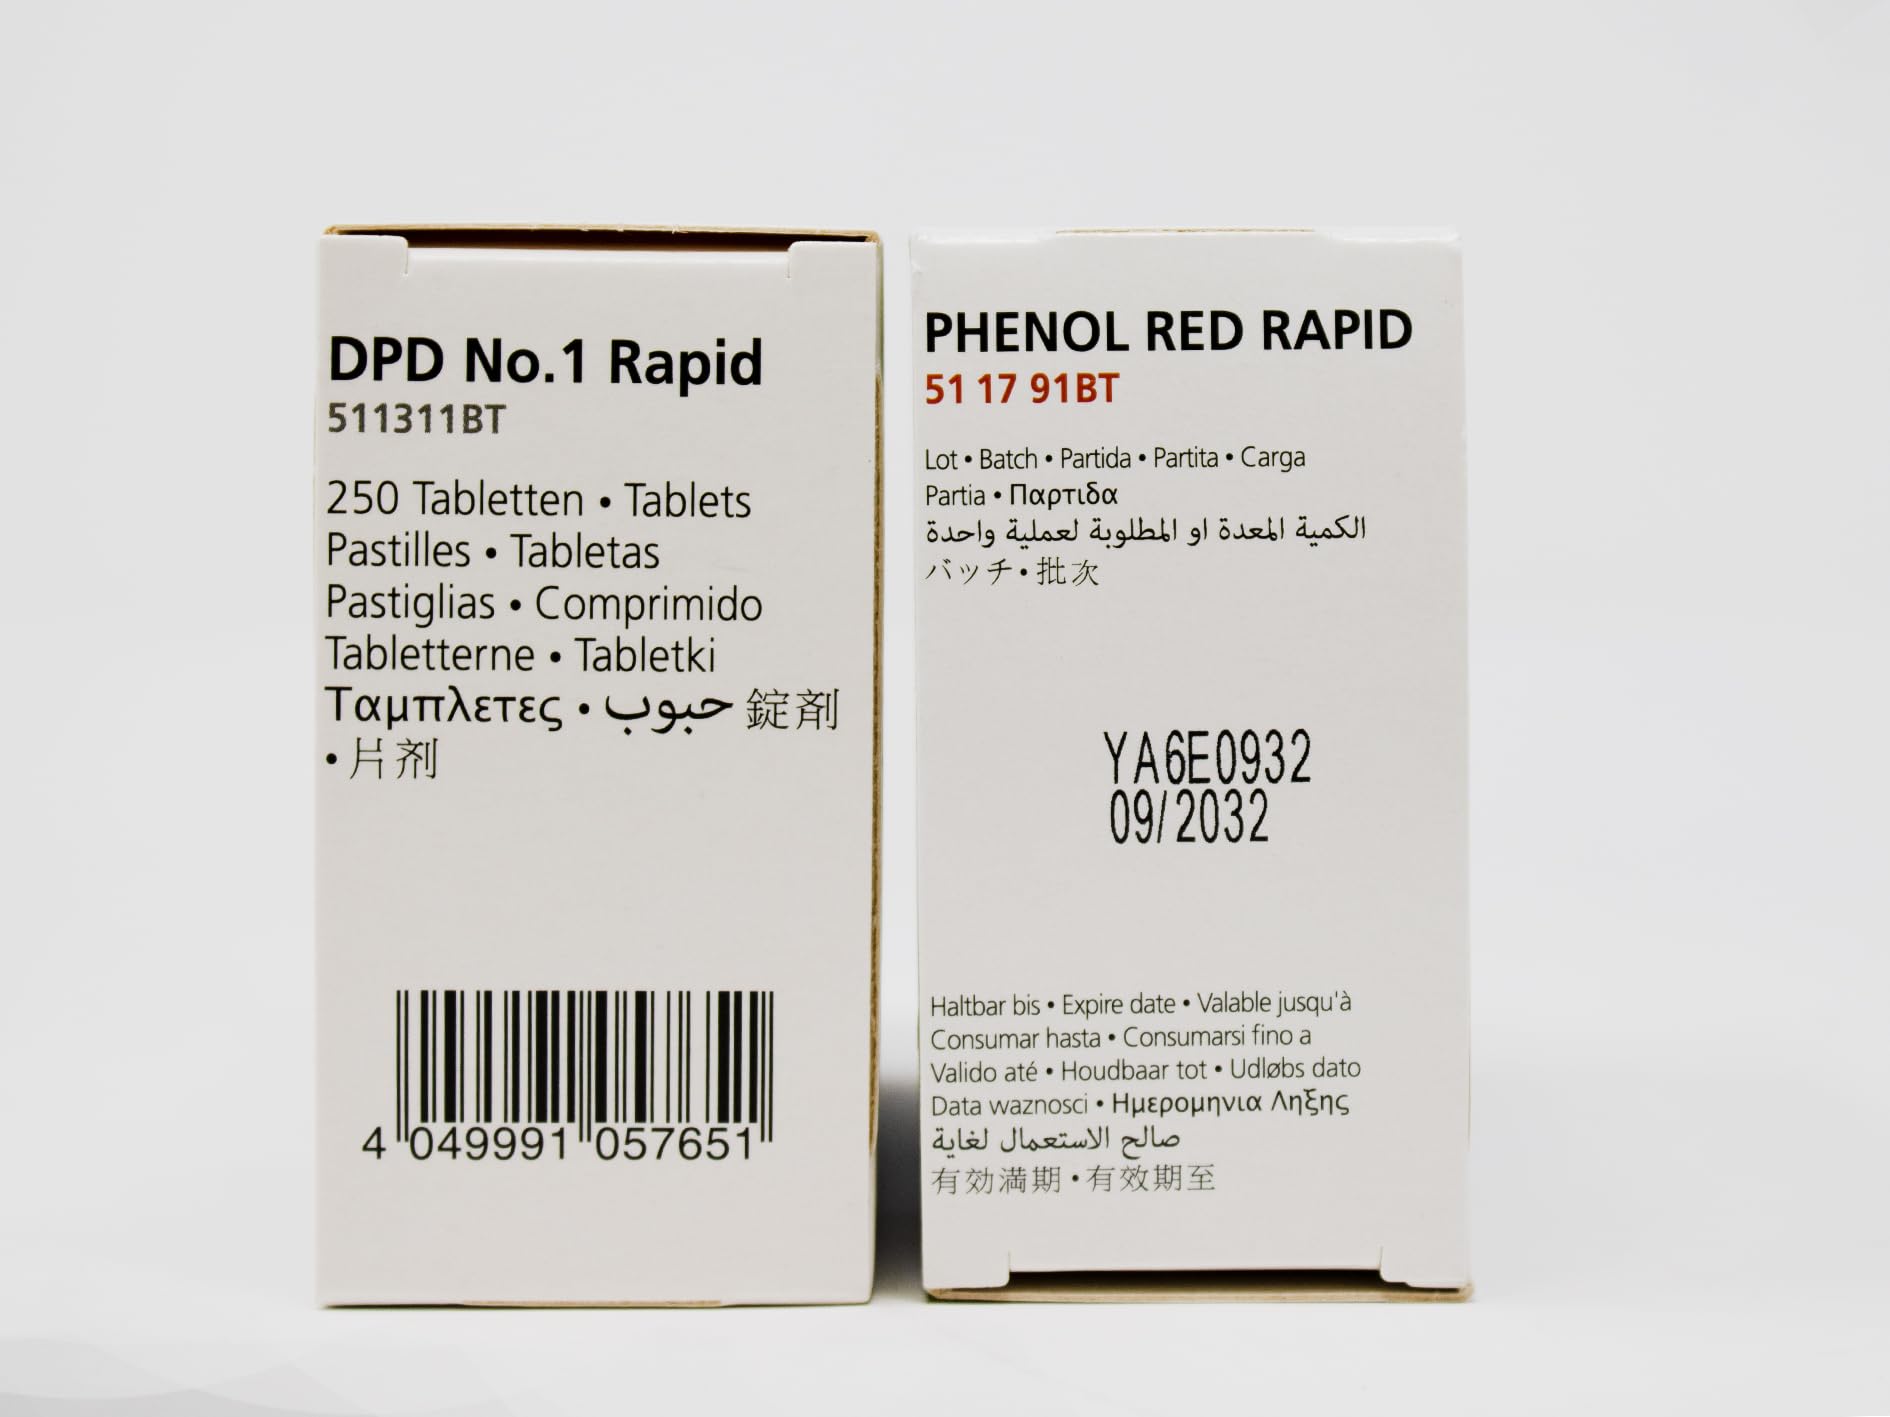 DPD No.1 Rapid
511311BT
250 Tabletten • Tablets
Pastilles • Tabletas
Pastiglias • Comprimido
Tabletterne • Tabletki
Ταμπλετες • حبوب 錠剤
• 片剂
4 049991 057651
PHENOL RED RAPID
51 17 91BT
Lot • Batch • Partida • Partita • Carga
Partia • Παρτιδα
الكمية المعدة او المطلوبة لعملية واحدة
バッチ • 批次
YA6E0932
09/2032
Haltbar bis • Expire date • Valable jusqu'à
Consumar hasta • Consumarsi fino a
Valido até • Houdbaar tot • Udløbs dato
Data waznosci • Ημερομηνια Ληξης
صالح الاستعمال لغاية
有効満期 • 有效期至